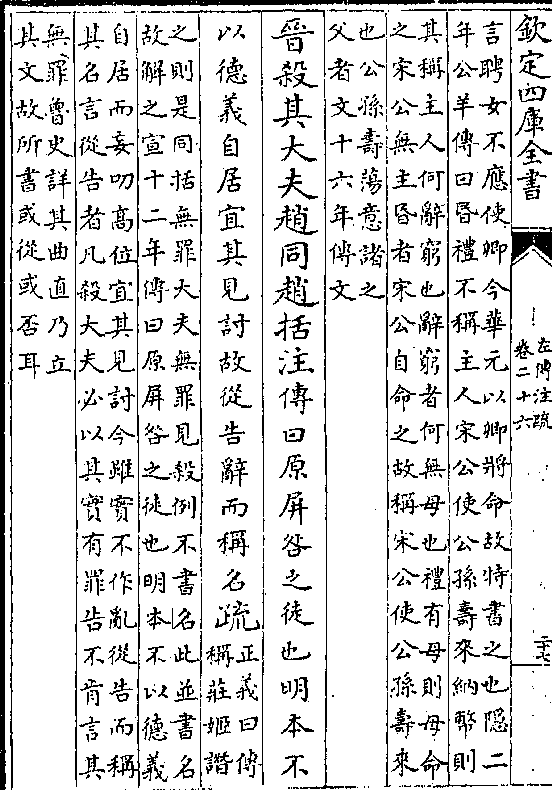 欽定四庫全書
左傳注疏
卷二十六
言聘女不應使卿今華元以卿將命故特書之也隱二
年公羊傳曰昏禮不稱主人宋公使公孫壽來納幣則
其稱主人何辭窮也辭窮者何無母也禮有母則母命
之宋公無主昏者宋公自命之故稱宋公使公孫壽來
也公孫壽蕩意諸之
父者文十六年傳文
晉殺其大夫趙同趙括注傳曰原屏咎之徒也明本不
以德義自居宜其見討故從告辭而稱名疏
正義曰傳
稱莊姬譖
之則是同括無罪大夫無罪見殺例不書名此並書名
故解之宣十二年傳曰原屏咎之徒也明本不以德義
自居而妄叨髙位宜其見討今雖實不作亂從告而稱
其名言從告者凡殺大夫必以其實有罪告不肯言其
無罪魯史詳其曲直乃立
其文故所書或從或否耳